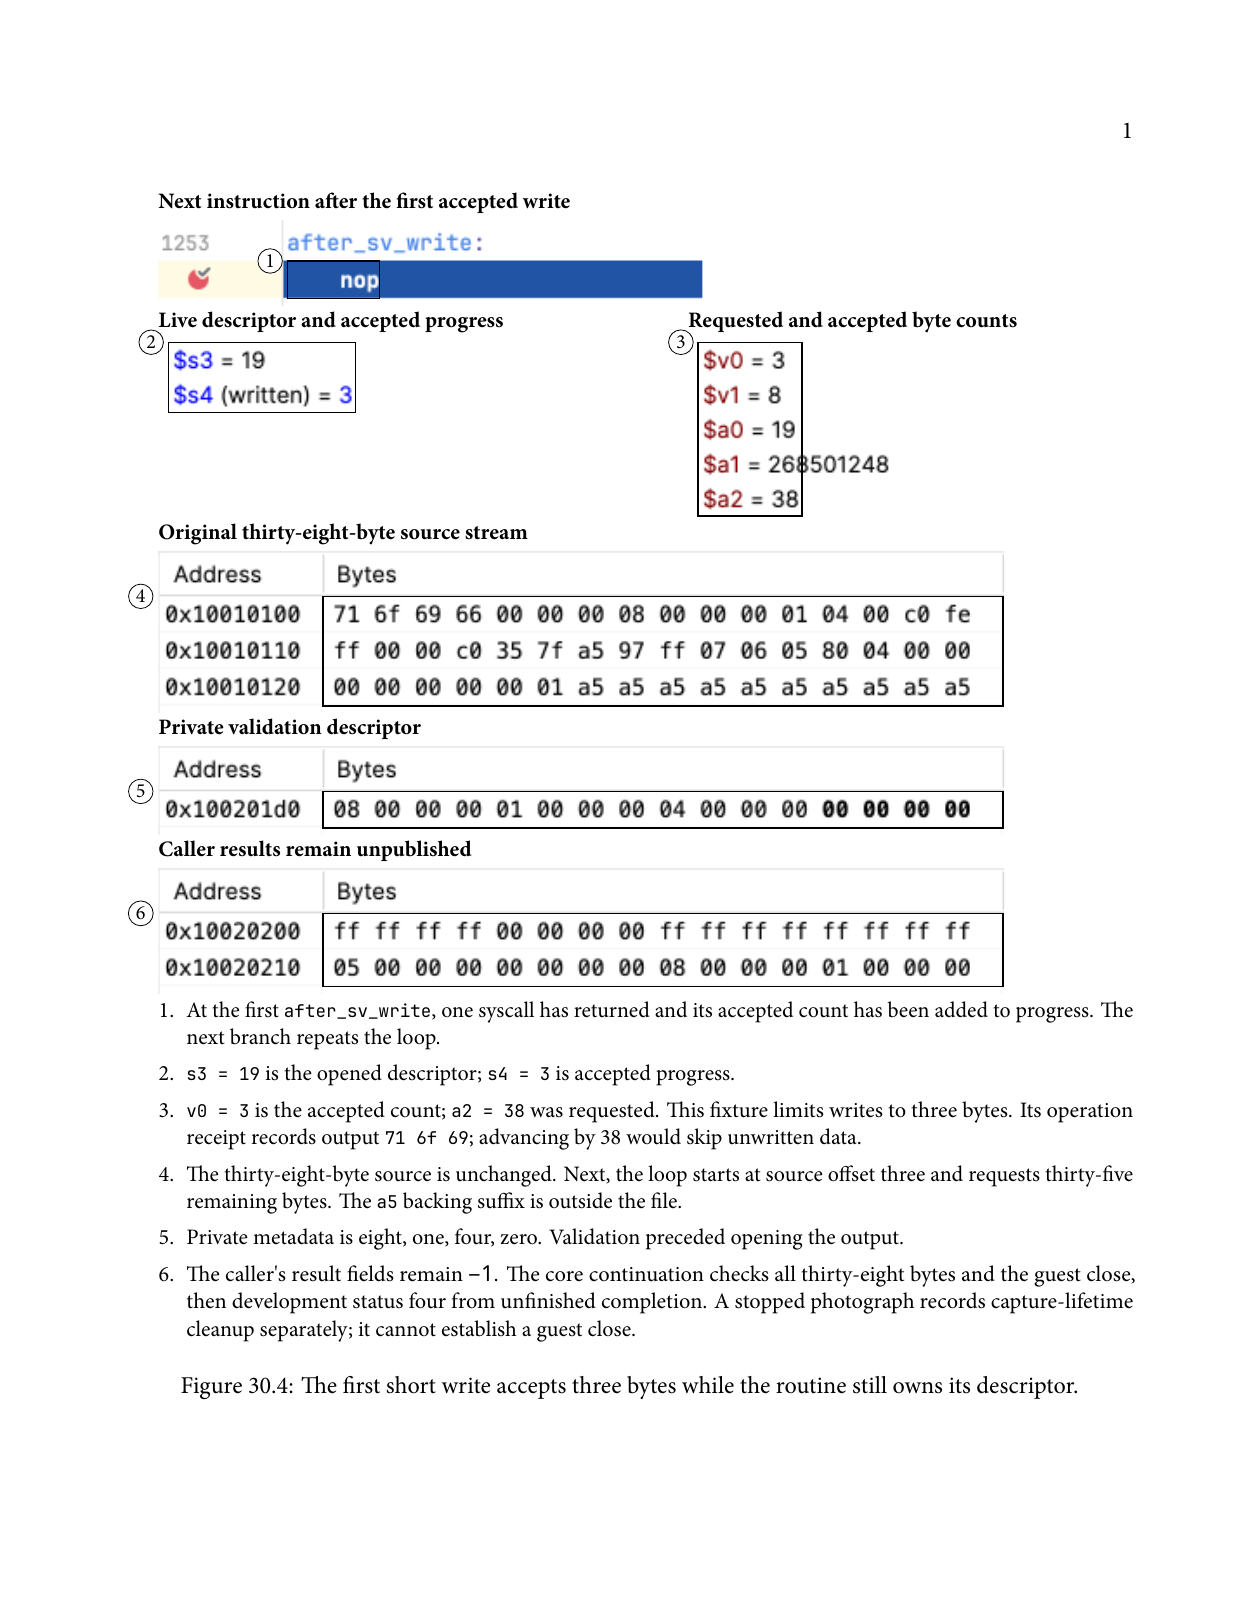 1
Next instruction after the first accepted write
1253 after_sv_write:
1 nop
Live descriptor and accepted progress
2
$s3 = 19
$s4 (written) = 3
Requested and accepted byte counts
3
$v0 = 3
$v1 = 8
$a0 = 19
$a1 = 268501248
$a2 = 38
Original thirty-eight-byte source stream
Address Bytes
4
0x10010100 71 6f 69 66 00 00 00 08 00 00 00 01 04 00 c0 fe
0x10010110 ff 00 00 c0 35 7f a5 97 ff 07 06 05 80 04 00 00
0x10010120 00 00 00 00 00 01 a5 a5 a5 a5 a5 a5 a5 a5 a5 a5
Private validation descriptor
Address Bytes
5
0x100201d0 08 00 00 00 01 00 00 00 04 00 00 00 00 00 00 00
Caller results remain unpublished
Address Bytes
6
0x10020200 ff ff ff ff 00 00 00 00 ff ff ff ff ff ff ff ff
0x10020210 05 00 00 00 00 00 00 00 08 00 00 00 01 00 00 00
1. At the first after_sv_write, one syscall has returned and its accepted count has been added to progress. The
next branch repeats the loop.
2. s3 = 19 is the opened descriptor; s4 = 3 is accepted progress.
3. v0 = 3 is the accepted count; a2 = 38 was requested. This fixture limits writes to three bytes. Its operation
receipt records output 71 6f 69; advancing by 38 would skip unwritten data.
4. The thirty-eight-byte source is unchanged. Next, the loop starts at source offset three and requests thirty-five
remaining bytes. The a5 backing suffix is outside the file.
5. Private metadata is eight, one, four, zero. Validation preceded opening the output.
6. The caller's result fields remain −1. The core continuation checks all thirty-eight bytes and the guest close,
then development status four from unfinished completion. A stopped photograph records capture-lifetime
cleanup separately; it cannot establish a guest close.
Figure 30.4: The first short write accepts three bytes while the routine still owns its descriptor.